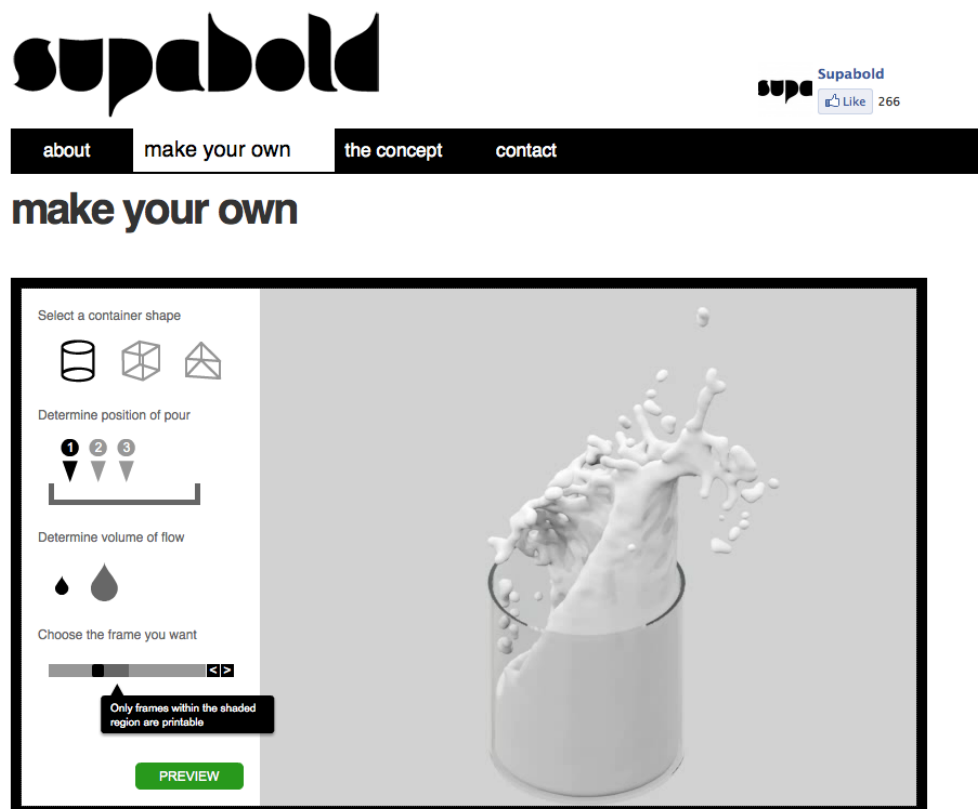 supabold
supa
Supabold
Like 266
about make your own the concept contact
make your own
Select a container shape
Determine position of pour
1 2 3
Determine volume of flow
Choose the frame you want
< >
Only frames within the shaded
region are printable
PREVIEW